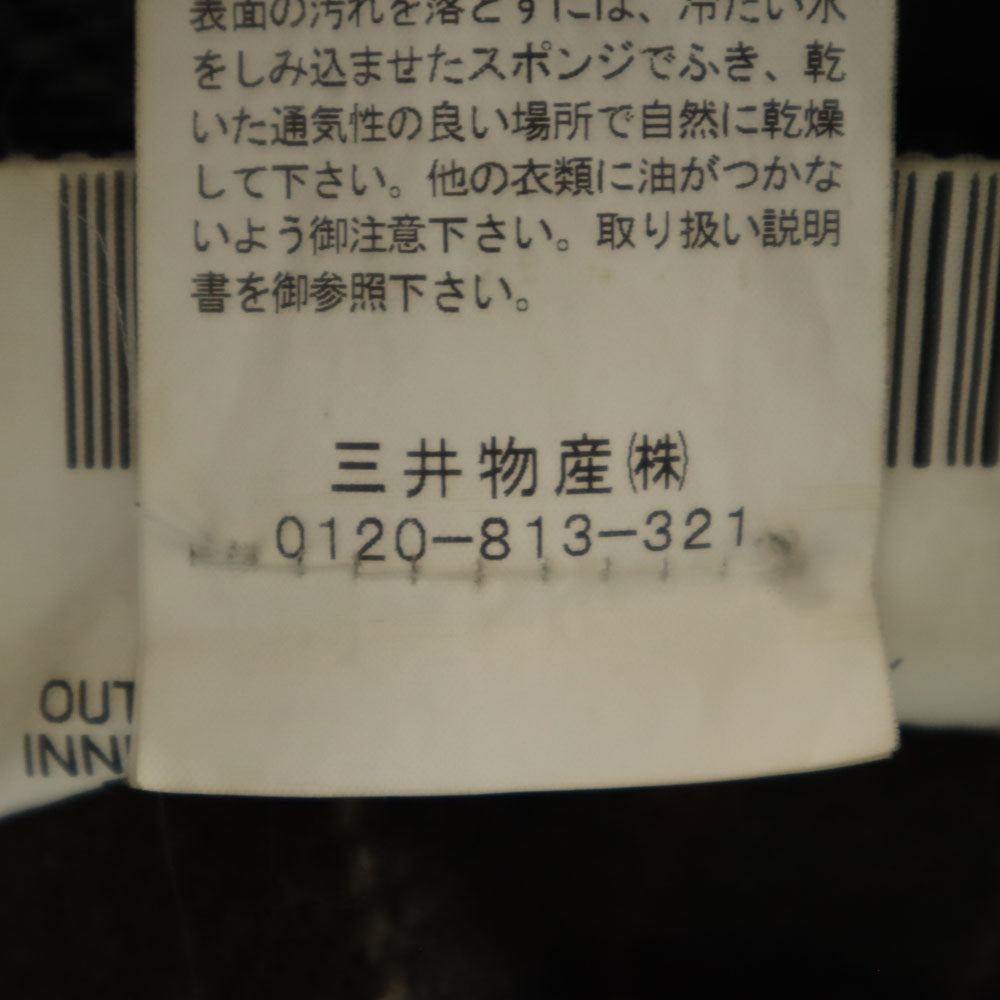 表面の汚れを落とすには、冷たい水
をしみ込ませたスポンジでふき、乾
いた通気性の良い場所で自然に乾燥
して下さい。他の衣類に油がつかな
いよう御注意下さい。取り扱い説明
書を御参照下さい。
三井物産(株)
0120-813-321
OUT
INN